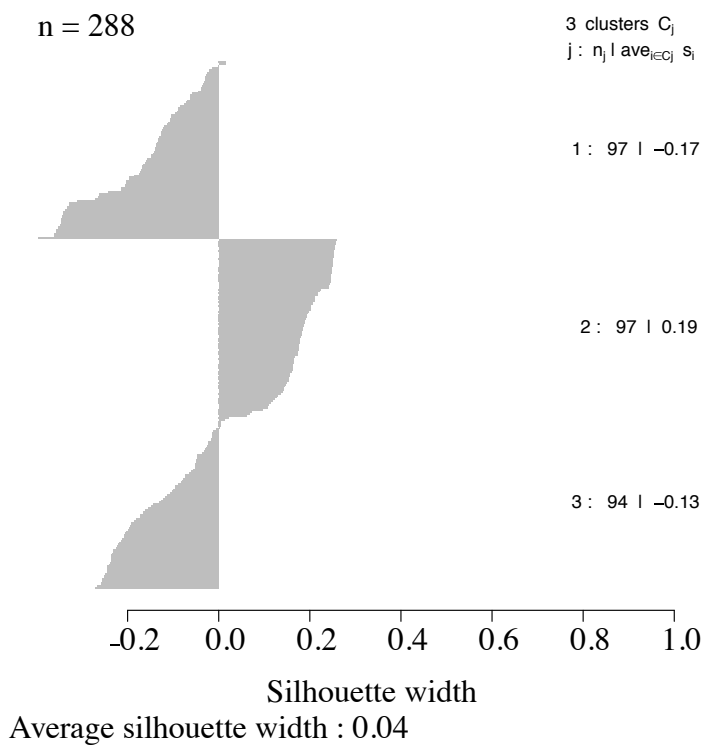 n = 288
3 clusters Cj
j : nj | avei∈Cj si
1 : 97 | −0.17
2 : 97 | 0.19
3 : 94 | −0.13
-0.2 0.0 0.2 0.4 0.6 0.8 1.0
Silhouette width
Average silhouette width : 0.04